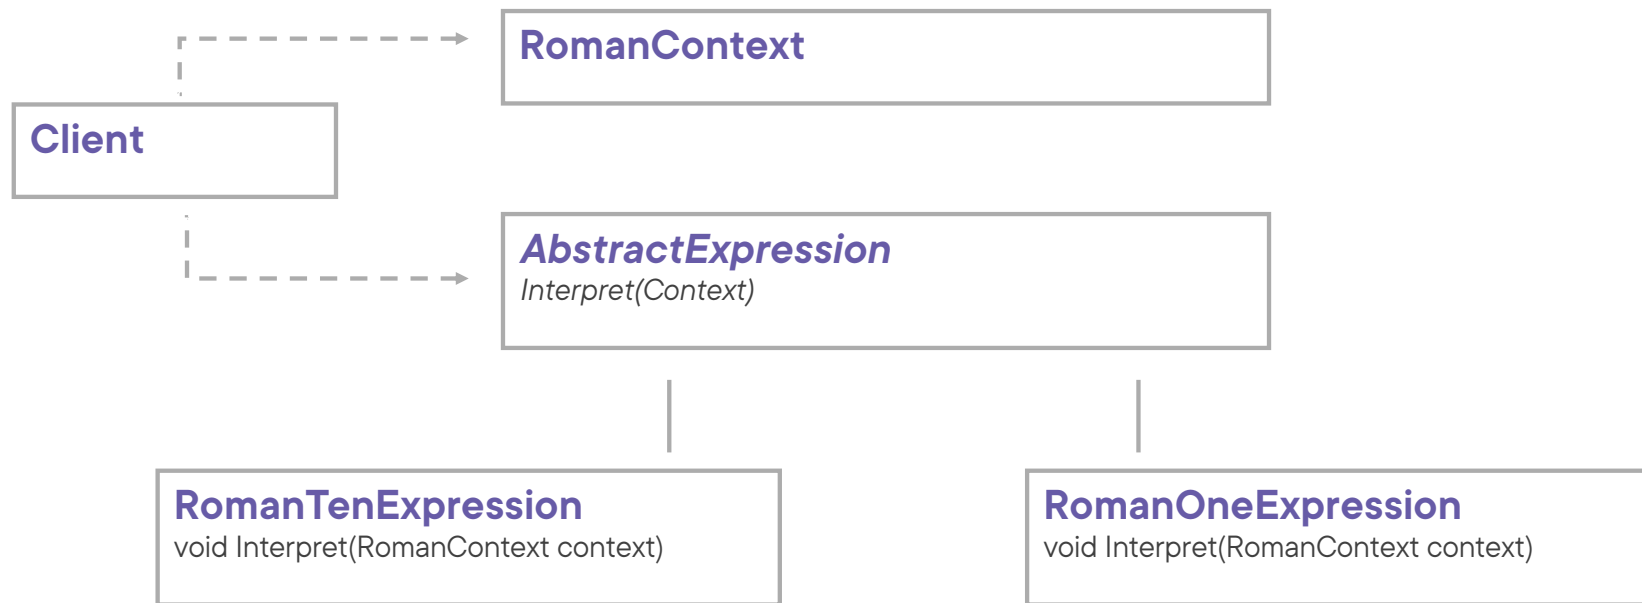 RomanContext
Client
AbstractExpression
Interpret(Context)
RomanTenExpression
void Interpret(RomanContext context)
RomanOneExpression
void Interpret(RomanContext context)